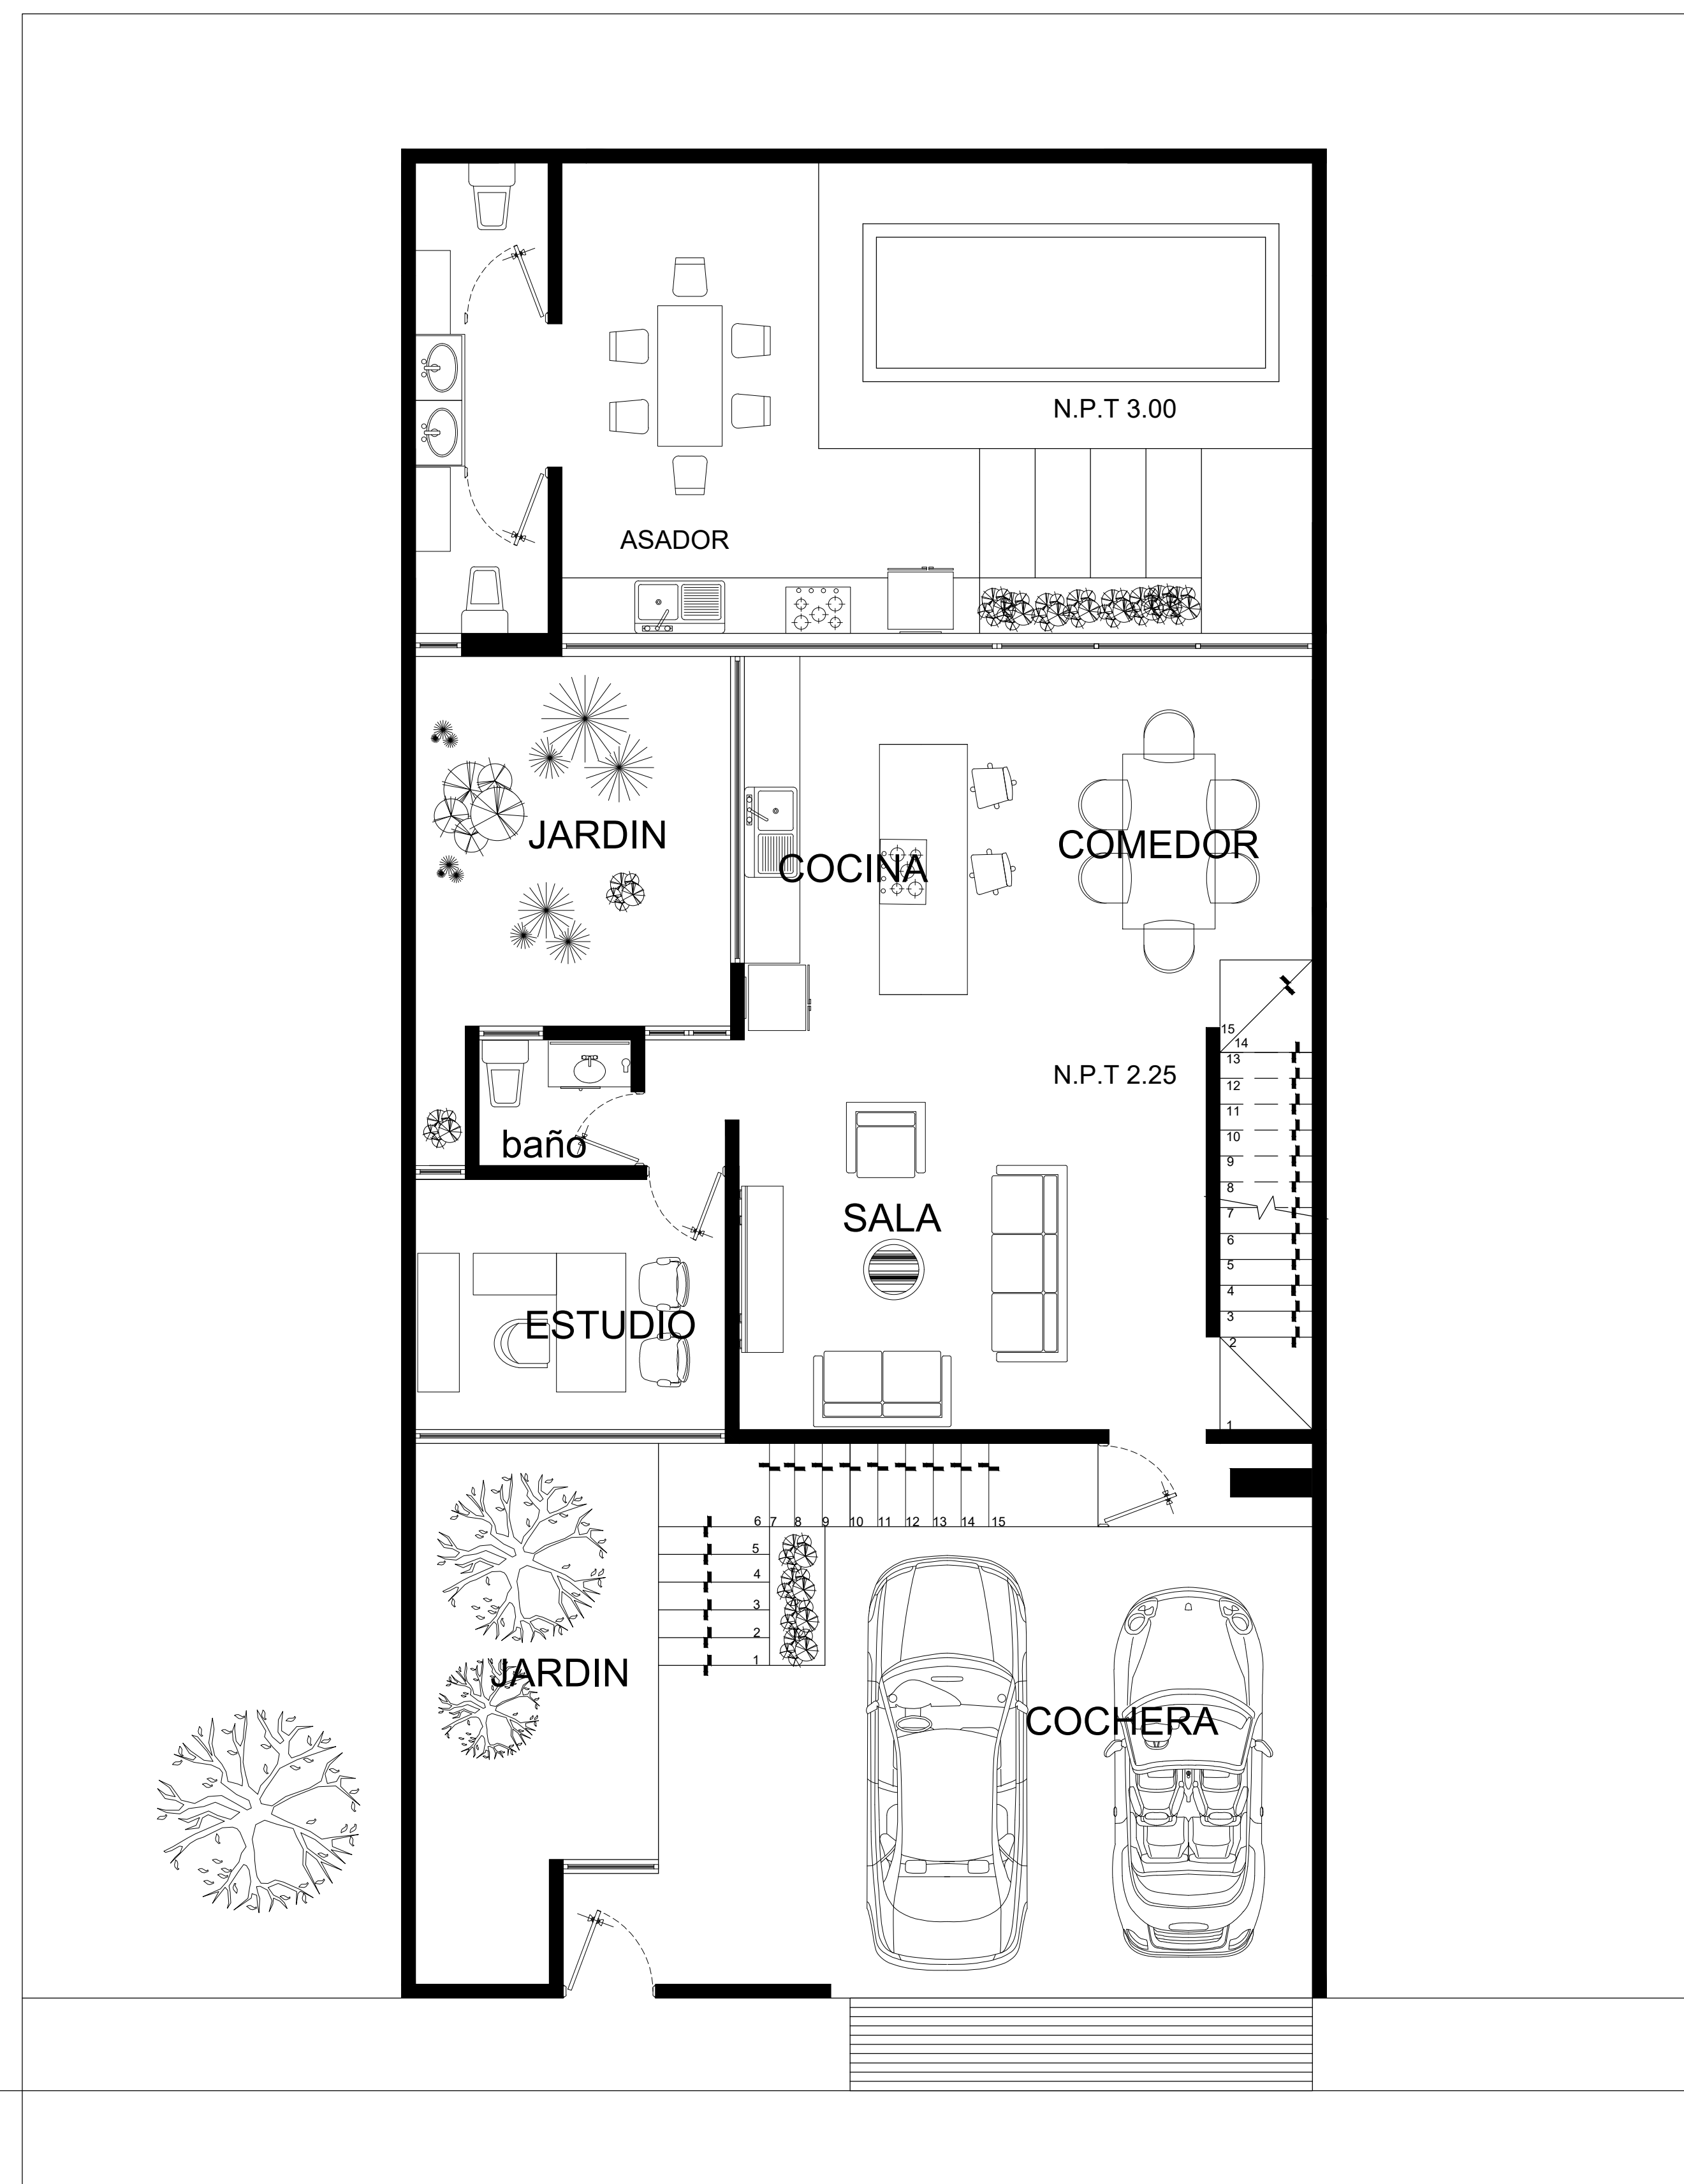 N.P.T 3.00
ASADOR
JARDIN
COCINA
COMEDOR
N.P.T 2.25
baño
SALA
ESTUDIO
15
14
13
12
11
10
9
8
7
6
5
4
3
2
1
6 7 8 9 10 11 12 13 14 15
5
4
3
2
1
JARDIN
COCHERA